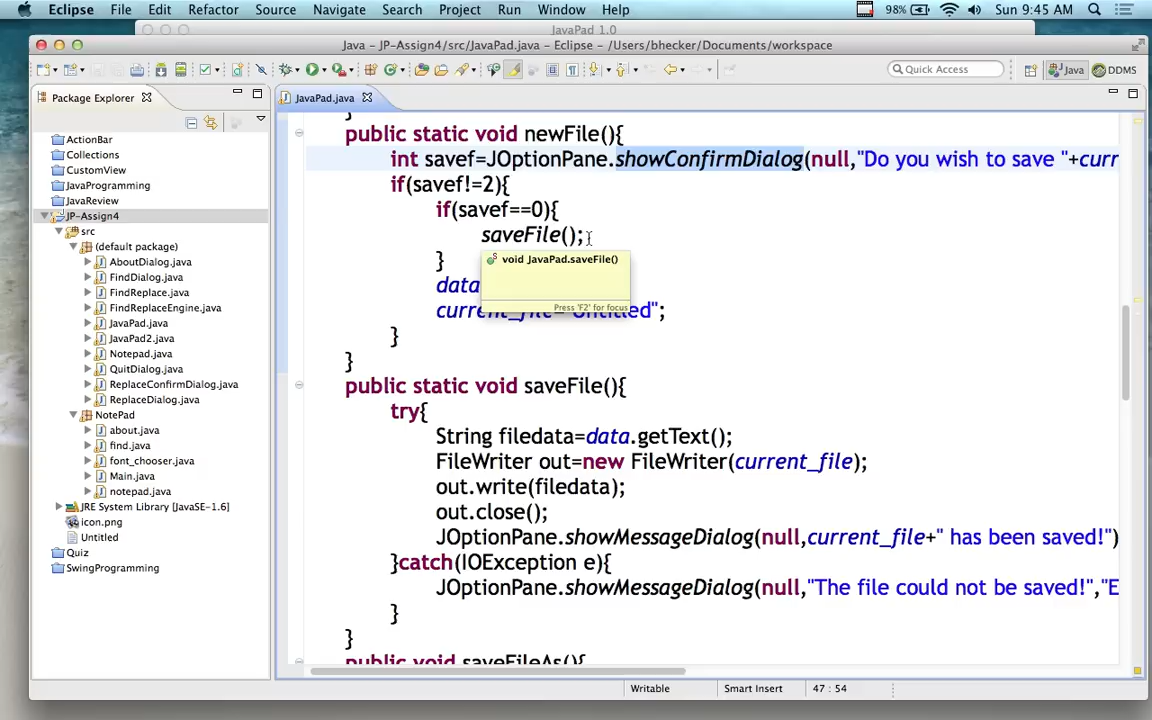 Eclipse File Edit Refactor Source Navigate Search Project Run Window Help 98% Sun 9:45 AM
JavaPad 1.0
Java - JP-Assign4/src/JavaPad.java - Eclipse - /Users/bhecker/Documents/workspace
Quick Access Java DDMS
Package Explorer
JavaPad.java
ActionBar
Collections
CustomView
JavaProgramming
JavaReview
JP-Assign4
src
(default package)
AboutDialog.java
FindDialog.java
FindReplace.java
FindReplaceEngine.java
JavaPad.java
JavaPad2.java
Notepad.java
QuitDialog.java
ReplaceConfirmDialog.java
ReplaceDialog.java
NotePad
about.java
find.java
font_chooser.java
Main.java
notepad.java
JRE System Library [JavaSE-1.6]
icon.png
Untitled
Quiz
SwingProgramming
}
public static void newFile(){
int savef=JOptionPane.showConfirmDialog(null,"Do you wish to save "+curr
if(savef!=2){
if(savef==0){
saveFile();
}
void JavaPad.saveFile()
Press 'F2' for focus
data
current_file="Untitled";
}
}
public static void saveFile(){
try{
String filedata=data.getText();
FileWriter out=new FileWriter(current_file);
out.write(filedata);
out.close();
JOptionPane.showMessageDialog(null,current_file+" has been saved!")
}catch(IOException e){
JOptionPane.showMessageDialog(null,"The file could not be saved!","E
}
}
public void saveFileAs(){
Writable Smart Insert 47 : 54